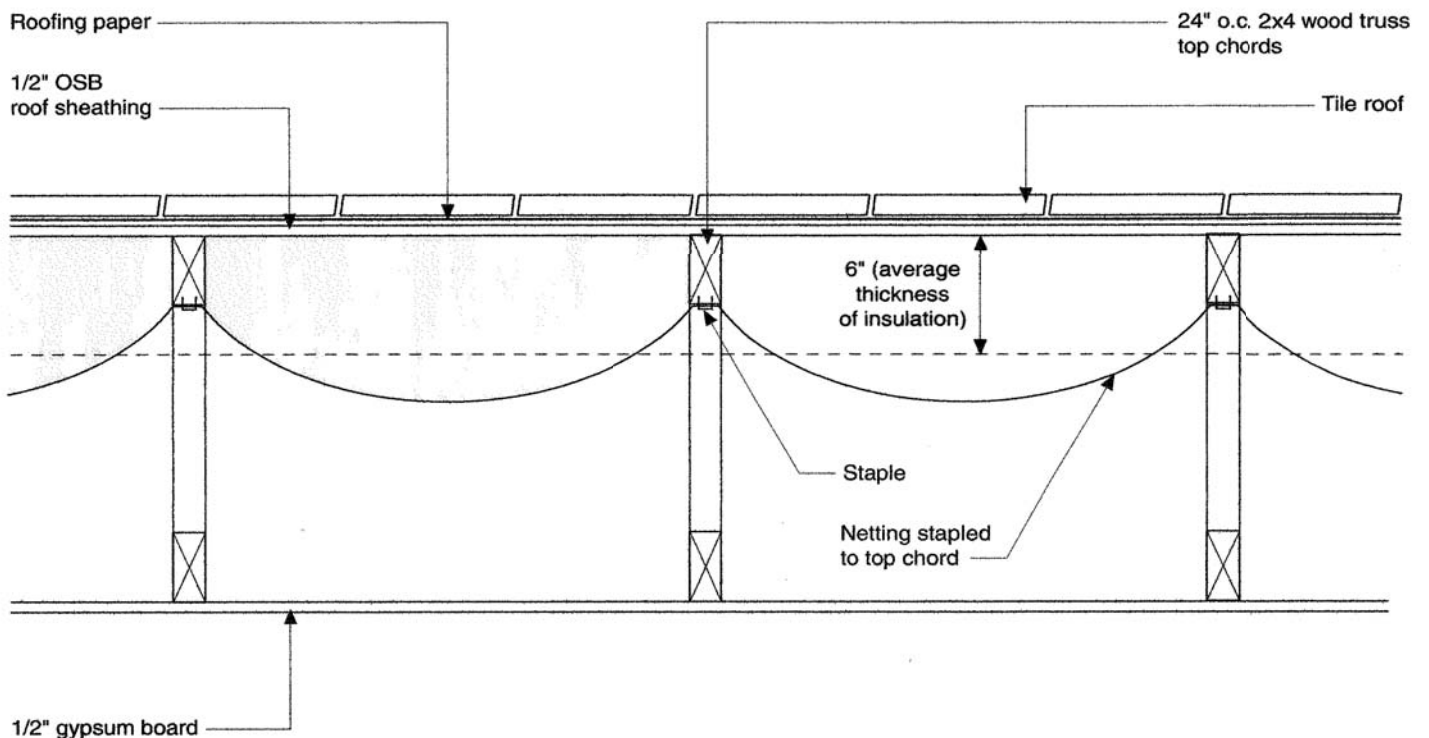 Roofing paper
24" o.c. 2x4 wood truss
top chords
1/2" OSB
roof sheathing
Tile roof
6" (average
thickness
of insulation)
Staple
Netting stapled
to top chord
1/2" gypsum board